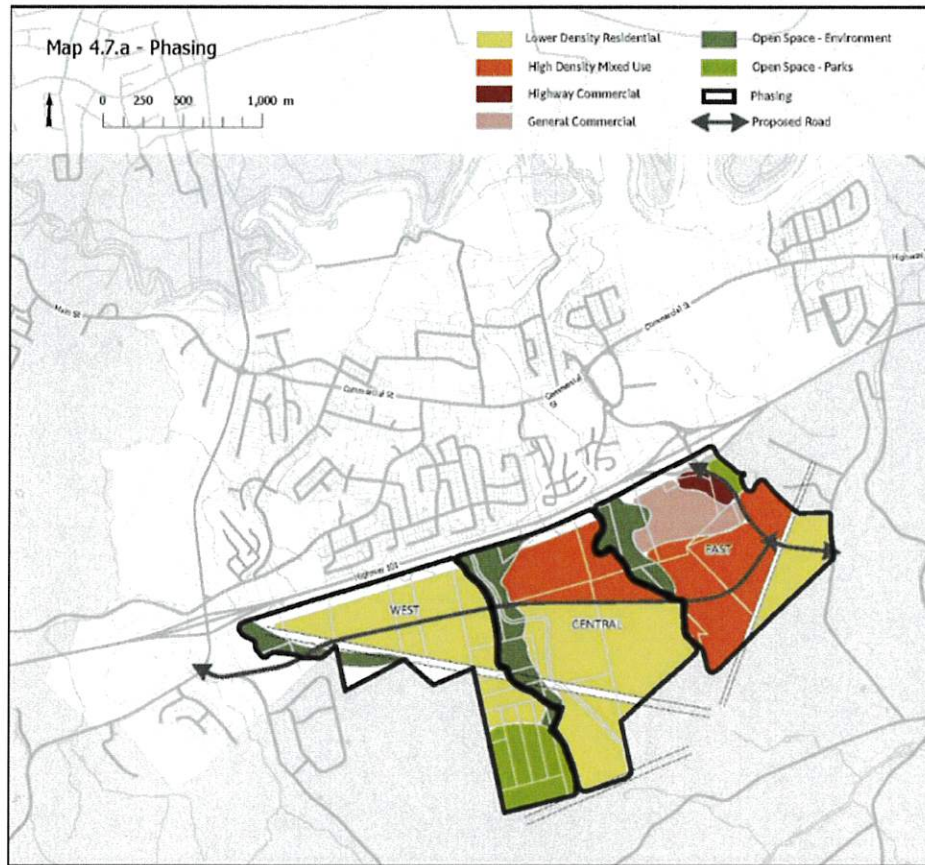 Map 4.7.a - Phasing
0 250 500 1,000 m
Lower Density Residential
High Density Mixed Use
Highway Commercial
General Commercial
Open Space - Environment
Open Space - Parks
Phasing
Proposed Road
Main St
Commercial St
Commercial St
Commercial St
Highway
Highway 101
WEST
CENTRAL
EAST